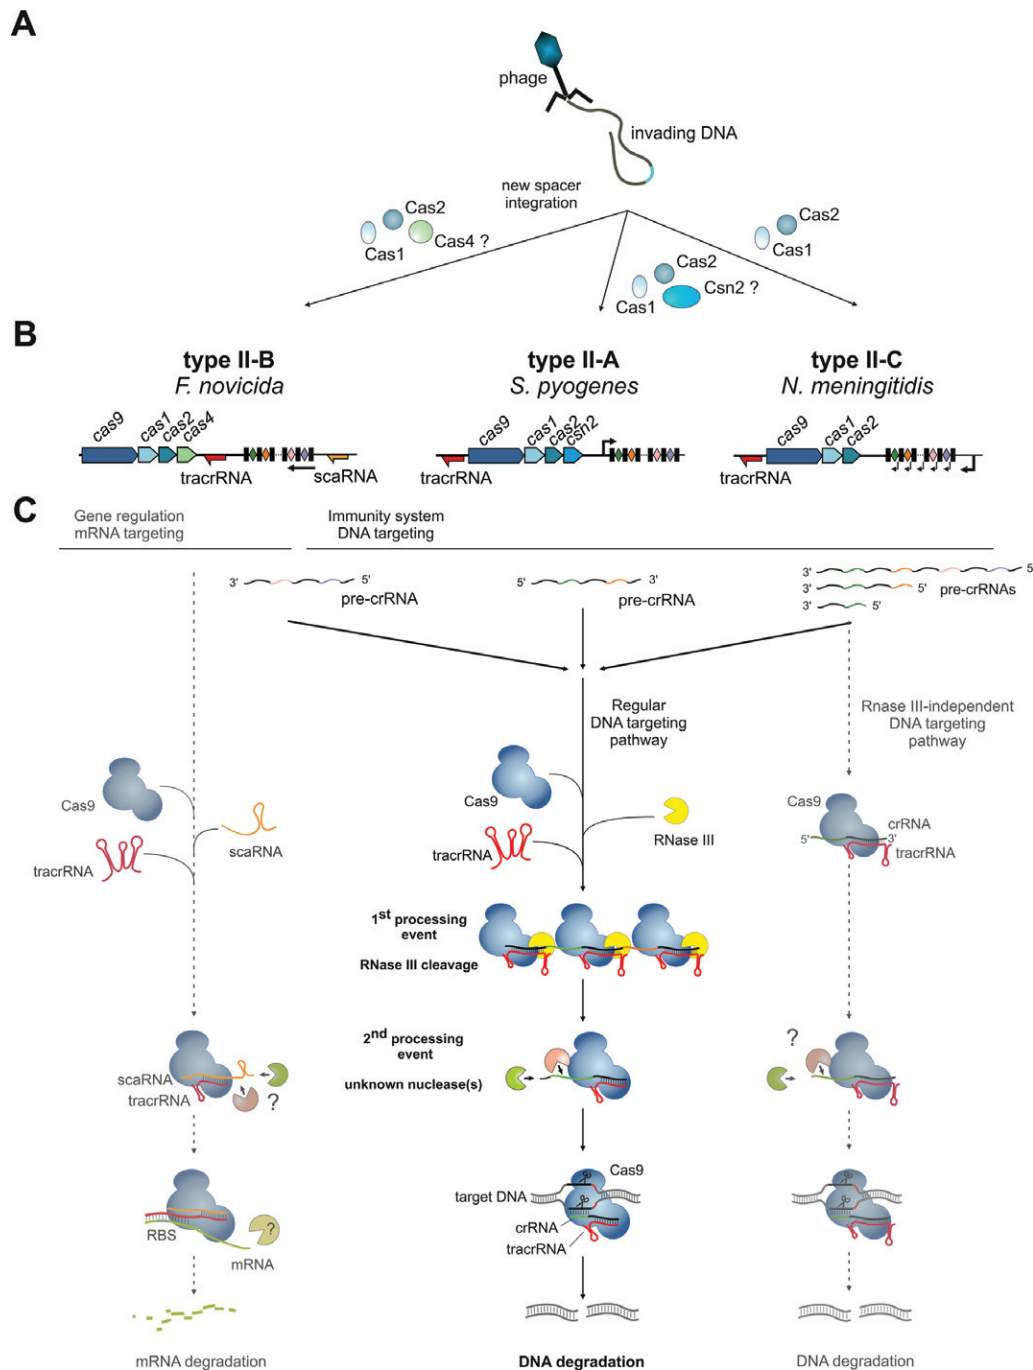 A
phage
invading DNA
new spacer
integration
Cas2
Cas1
Cas4 ?
Cas2
Cas1
Csn2 ?
Cas2
Cas1
B
type II-B
F. novicida
cas9
cas1
cas2
cas4
tracrRNA
scaRNA
type II-A
S. pyogenes
cas9
cas1
cas2
csn2
tracrRNA
type II-C
N. meningitidis
cas9
cas1
cas2
tracrRNA
C
Gene regulation
mRNA targeting
Immunity system
DNA targeting
3' 5'
pre-crRNA
5' 3'
pre-crRNA
3' 5'
3' 5'
pre-crRNAs
3' 5'
Regular
DNA targeting
pathway
Rnase III-independent
DNA targeting
pathway
Cas9
scaRNA
tracrRNA
Cas9
RNase III
tracrRNA
Cas9
crRNA
5' 3'
tracrRNA
1st processing
event
RNase III cleavage
2nd processing
event
unknown nuclease(s)
scaRNA
tracrRNA
?
?
RBS
?
mRNA
Cas9
target DNA
crRNA
tracrRNA
mRNA degradation
DNA degradation
DNA degradation